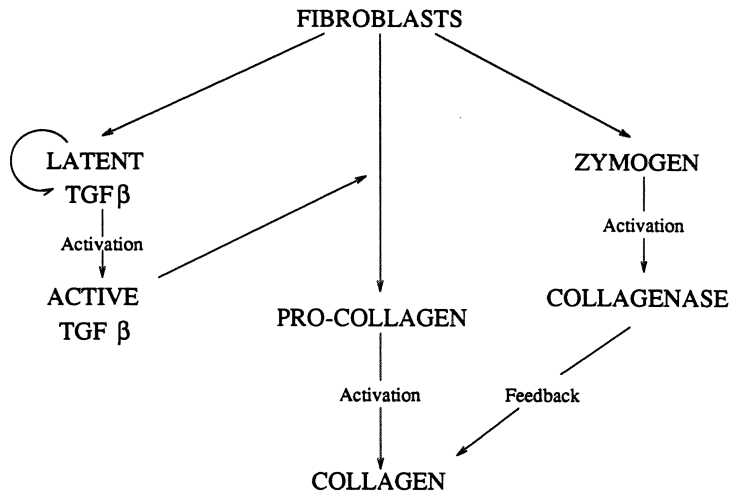 FIBROBLASTS
LATENT
TGF β
Activation
ACTIVE
TGF β
PRO-COLLAGEN
Activation
COLLAGEN
ZYMOGEN
Activation
COLLAGENASE
Feedback